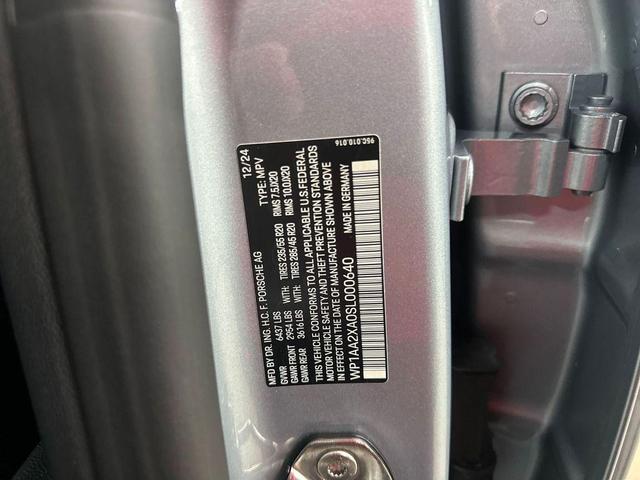 MFD BY DR. ING. H.C. F. PORSCHE AG 12/24
GVWR 6437 LBS TYPE: MPV
GAWR FRONT 2954 LBS WITH: TIRES 235/55 R20 RIMS 7.5JX20
GAWR REAR 3616 LBS WITH: TIRES 285/45 R20 RIMS 10.0JX20
THIS VEHICLE CONFORMS TO ALL APPLICABLE U.S. FEDERAL
MOTOR VEHICLE SAFETY AND THEFT PREVENTION STANDARDS
IN EFFECT ON THE DATE OF MANUFACTURE SHOWN ABOVE
WP1AA2XA0SL000640 MADE IN GERMANY
95C.010.016